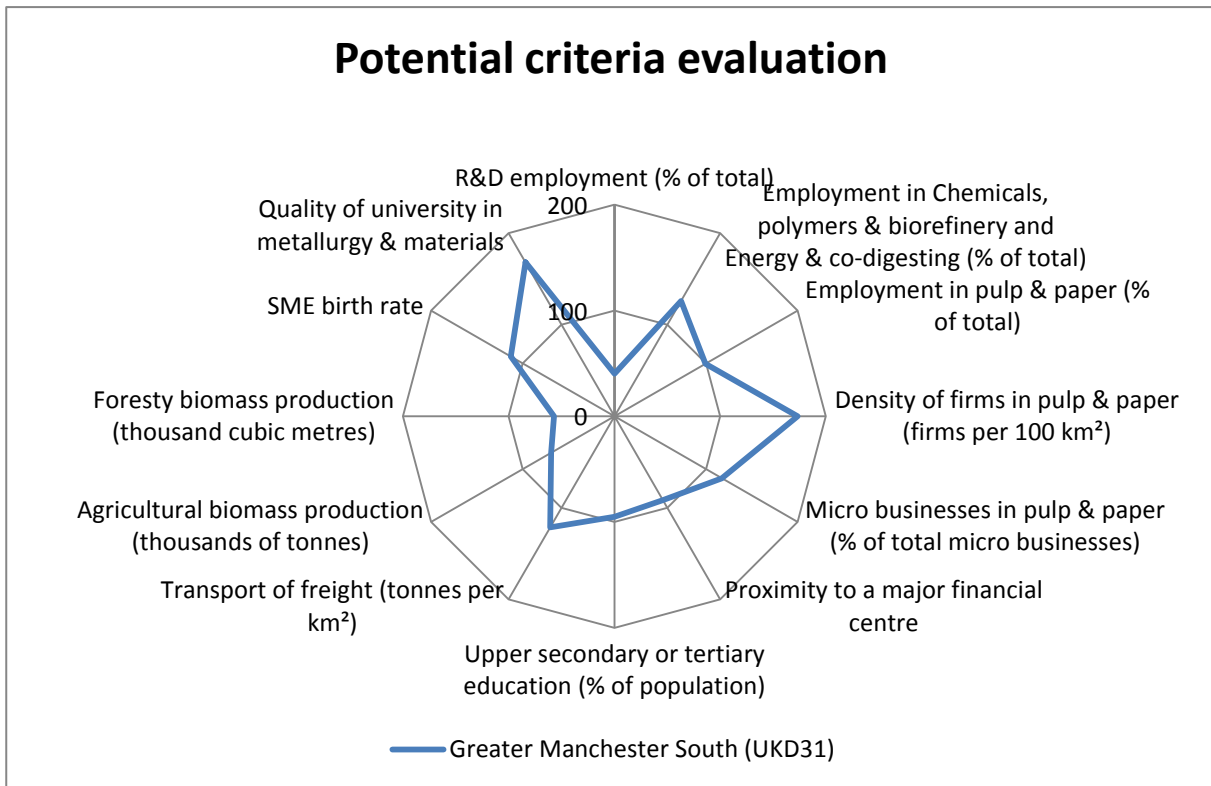 Potential criteria evaluation
R&D employment (% of total)
Employment in Chemicals,
polymers & biorefinery and
Energy & co-digesting (% of total)
Employment in pulp & paper (%
of total)
Density of firms in pulp & paper
(firms per 100 km²)
Micro businesses in pulp & paper
(% of total micro businesses)
Proximity to a major financial
centre
Upper secondary or tertiary
education (% of population)
Transport of freight (tonnes per
km²)
Agricultural biomass production
(thousands of tonnes)
Foresty biomass production
(thousand cubic metres)
SME birth rate
Quality of university in
metallurgy & materials
200
100
0
Greater Manchester South (UKD31)